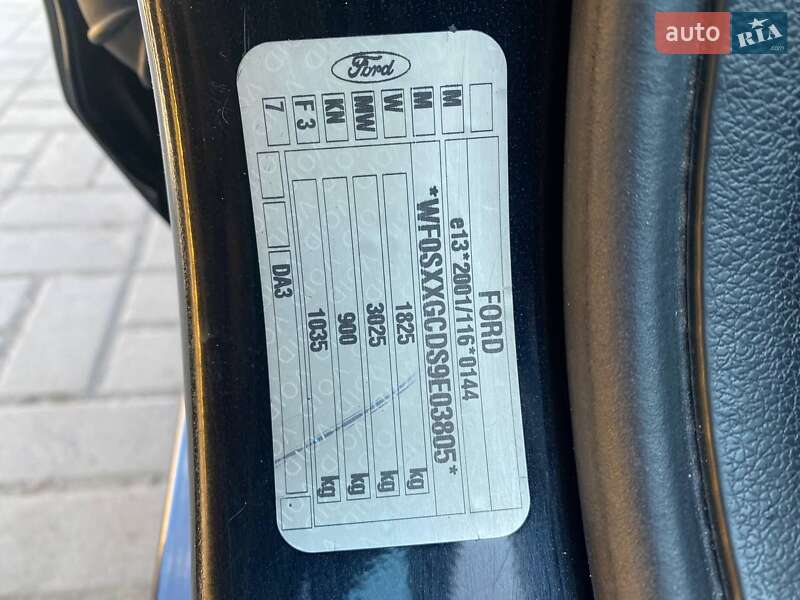 auto RIA .com
Ford
FORD
e13*2001/116*0144
*WF0SXXGCDS9E03805*
1825 kg
3025 kg
900 kg
1035 kg
DA3
M
M
W
MW
KN
F 3
7